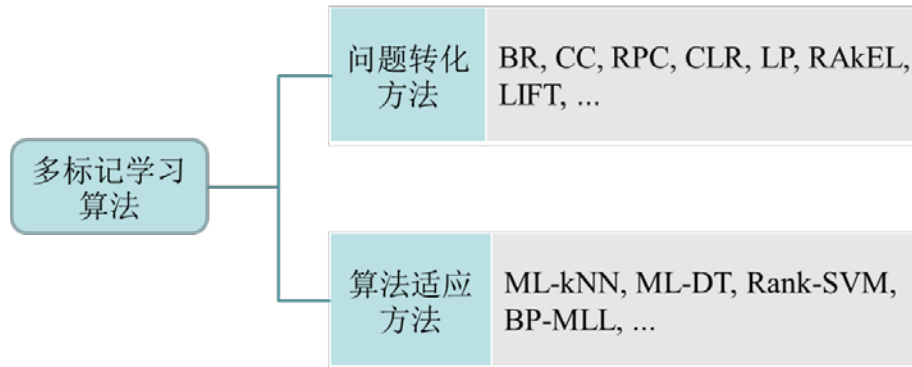 多标记学习
算法
问题转化
方法
BR, CC, RPC, CLR, LP, RAkEL,
LIFT, ...
算法适应
方法
ML-kNN, ML-DT, Rank-SVM,
BP-MLL, ...